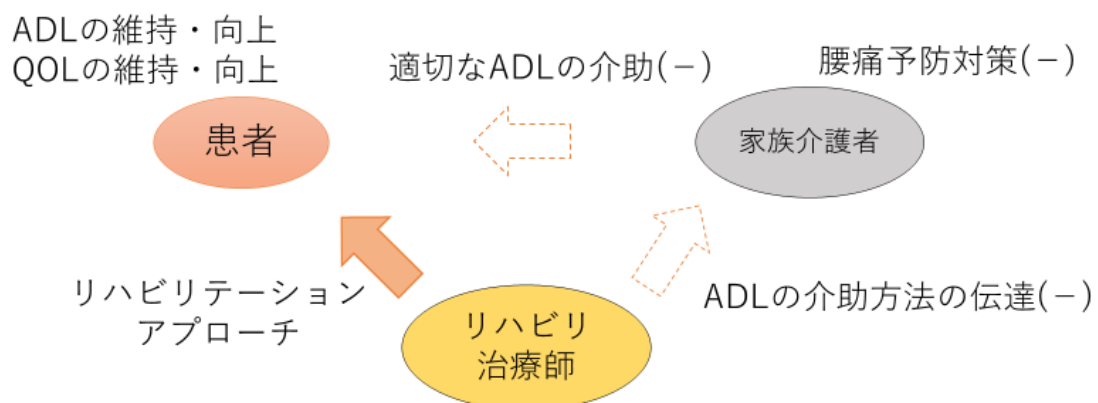 ADLの維持・向上
QOLの維持・向上
適切なADLの介助(－)
腰痛予防対策(－)
患者
家族介護者
リハビリテーション
アプローチ
ADLの介助方法の伝達(－)
リハビリ
治療師